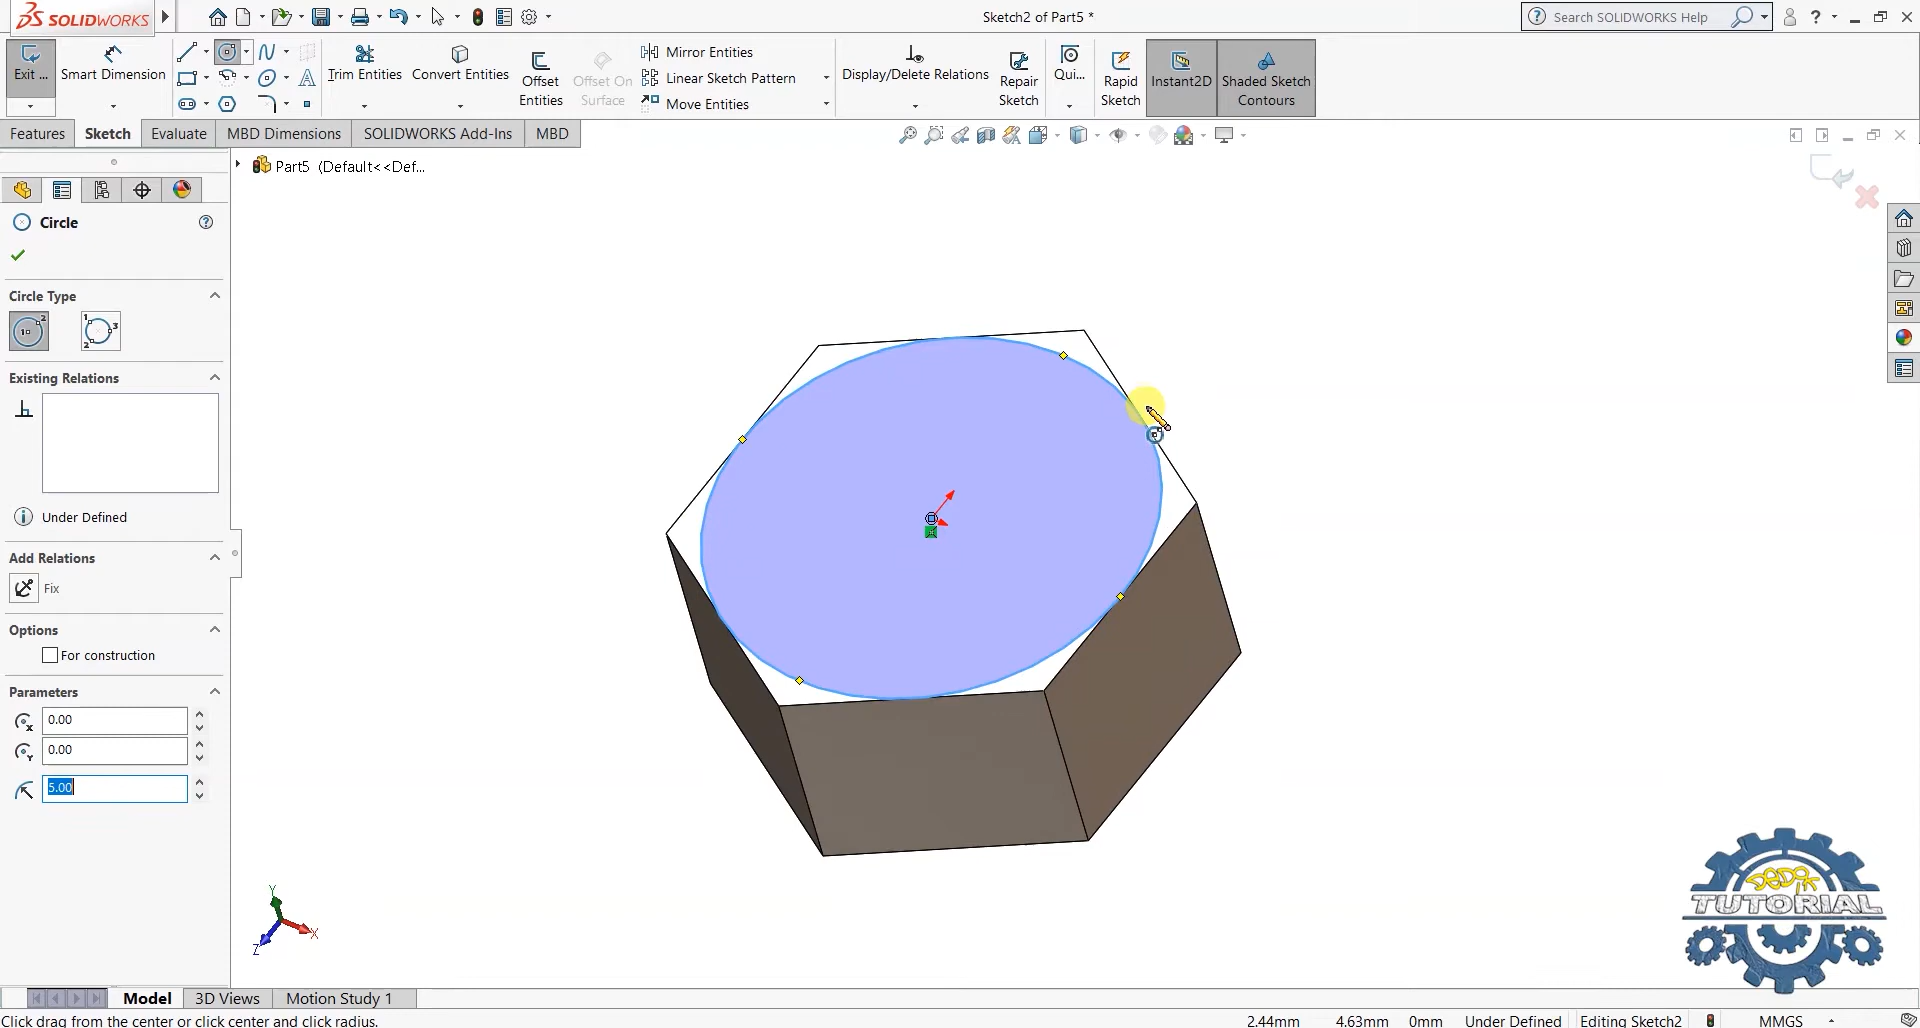 SOLIDWORKS
Sketch2 of Part5 *
Search SOLIDWORKS Help
Exit ...
Smart Dimension
Trim Entities
Convert Entities
Offset Entities
Offset On Surface
Mirror Entities
Linear Sketch Pattern
Move Entities
Display/Delete Relations
Repair Sketch
Qui...
Rapid Sketch
Instant2D
Shaded Sketch Contours
Features
Sketch
Evaluate
MBD Dimensions
SOLIDWORKS Add-Ins
MBD
Part5 (Default<<Def...
Circle
Circle Type
Existing Relations
Under Defined
Add Relations
Fix
Options
For construction
Parameters
0.00
0.00
5.00
Y
X
Z
DEDOIK
TUTORIAL
Model
3D Views
Motion Study 1
Click drag from the center or click center and click radius.
2.44mm
4.63mm
0mm
Under Defined
Editing Sketch2
MMGS